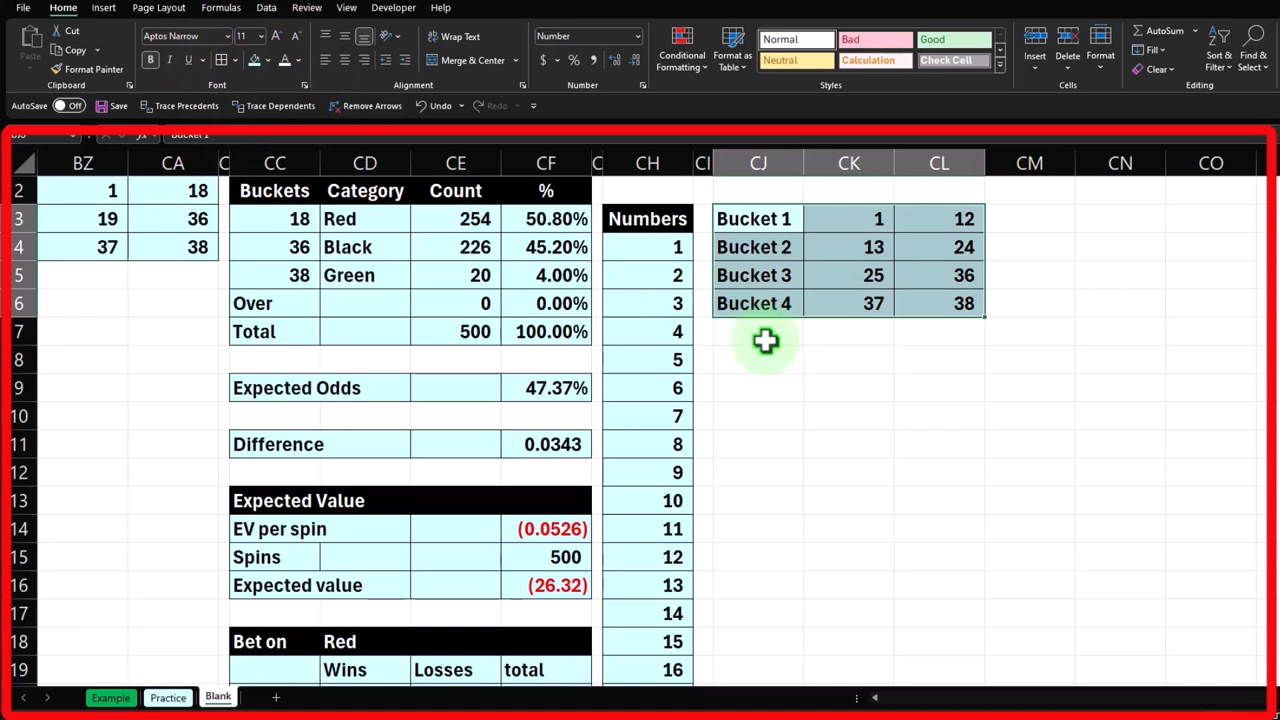 File Home Insert Page Layout Formulas Data Review View Developer Help
Cut
Copy
Paste
Format Painter
Clipboard
Aptos Narrow 11
Font
Wrap Text
Merge & Center
Alignment
Number
Number
Conditional Formatting
Format as Table
Normal Bad Good
Neutral Calculation Check Cell
Styles
Insert Delete Format
Cells
AutoSum
Fill
Clear
Sort & Filter
Find & Select
Editing
AutoSave Off Save Trace Precedents Trace Dependents Remove Arrows Undo Redo
BZ CA C CC CD CE CF C CH CI CJ CK CL CM CN CO
2 1 18 Buckets Category Count %
3 19 36 18 Red 254 50.80% Numbers Bucket 1 1 12
4 37 38 36 Black 226 45.20% 1 Bucket 2 13 24
5 38 Green 20 4.00% 2 Bucket 3 25 36
6 Over 0 0.00% 3 Bucket 4 37 38
7 Total 500 100.00% 4
8 5
9 Expected Odds 47.37% 6
10 7
11 Difference 0.0343 8
12 9
13 Expected Value 10
14 EV per spin (0.0526) 11
15 Spins 500 12
16 Expected value (26.32) 13
17 14
18 Bet on Red 15
19 Wins Losses total 16
Example Practice Blank